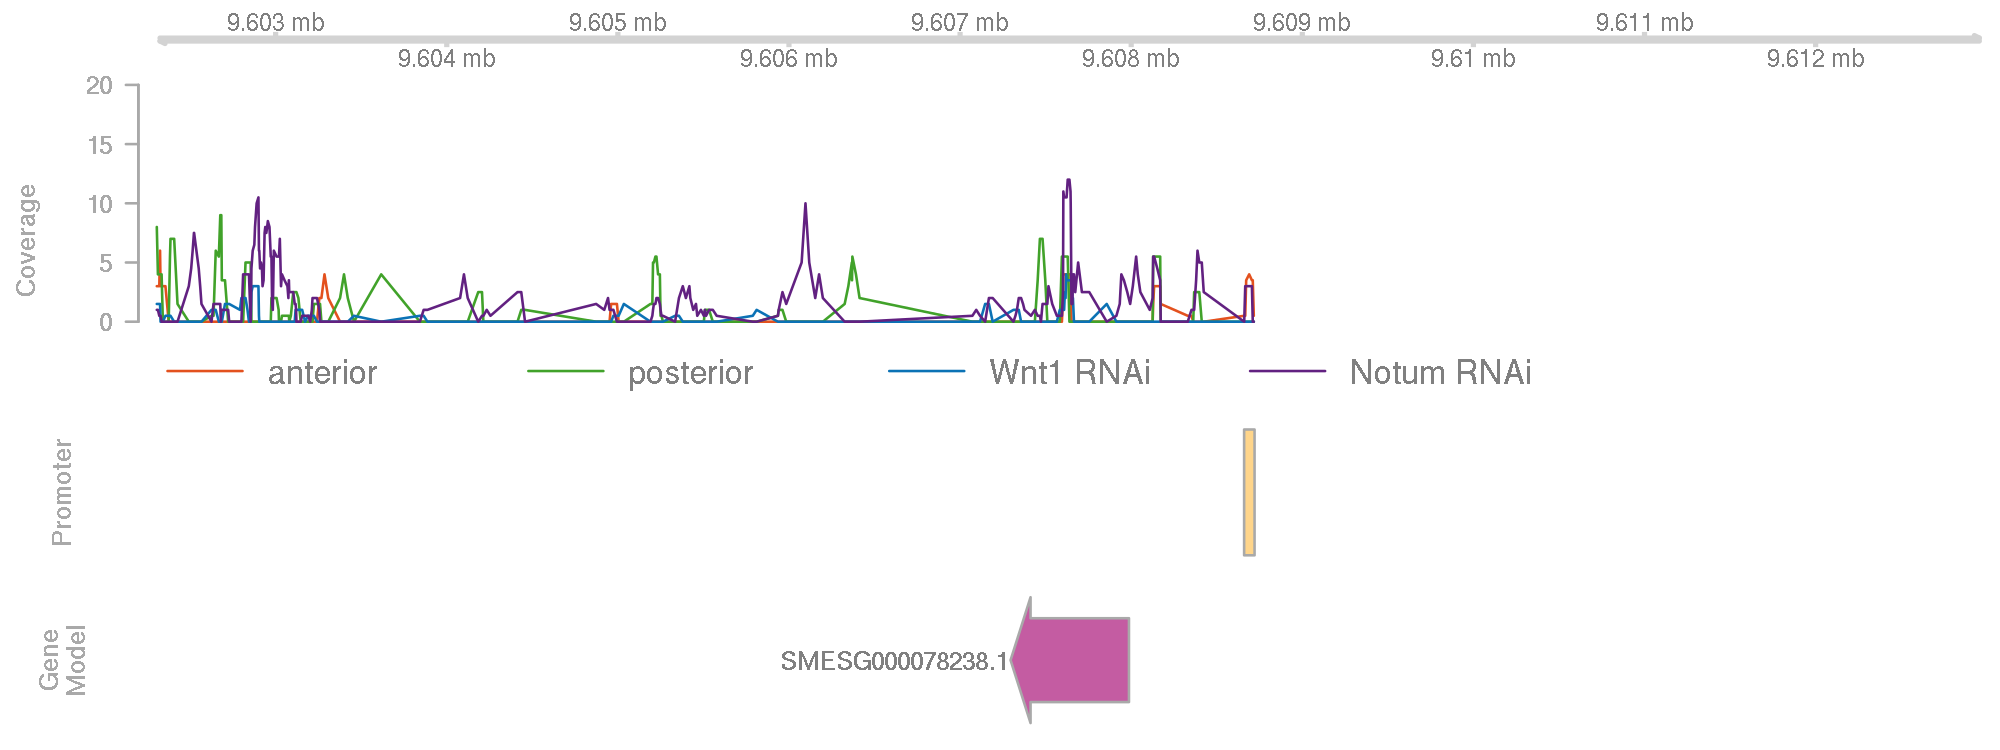 9.603 mb 9.605 mb 9.607 mb 9.609 mb 9.611 mb
9.604 mb 9.606 mb 9.608 mb 9.61 mb 9.612 mb
20
15
10
5
0
Coverage
anterior posterior Wnt1 RNAi Notum RNAi
Promoter
Gene
Model
SMESG000078238.1